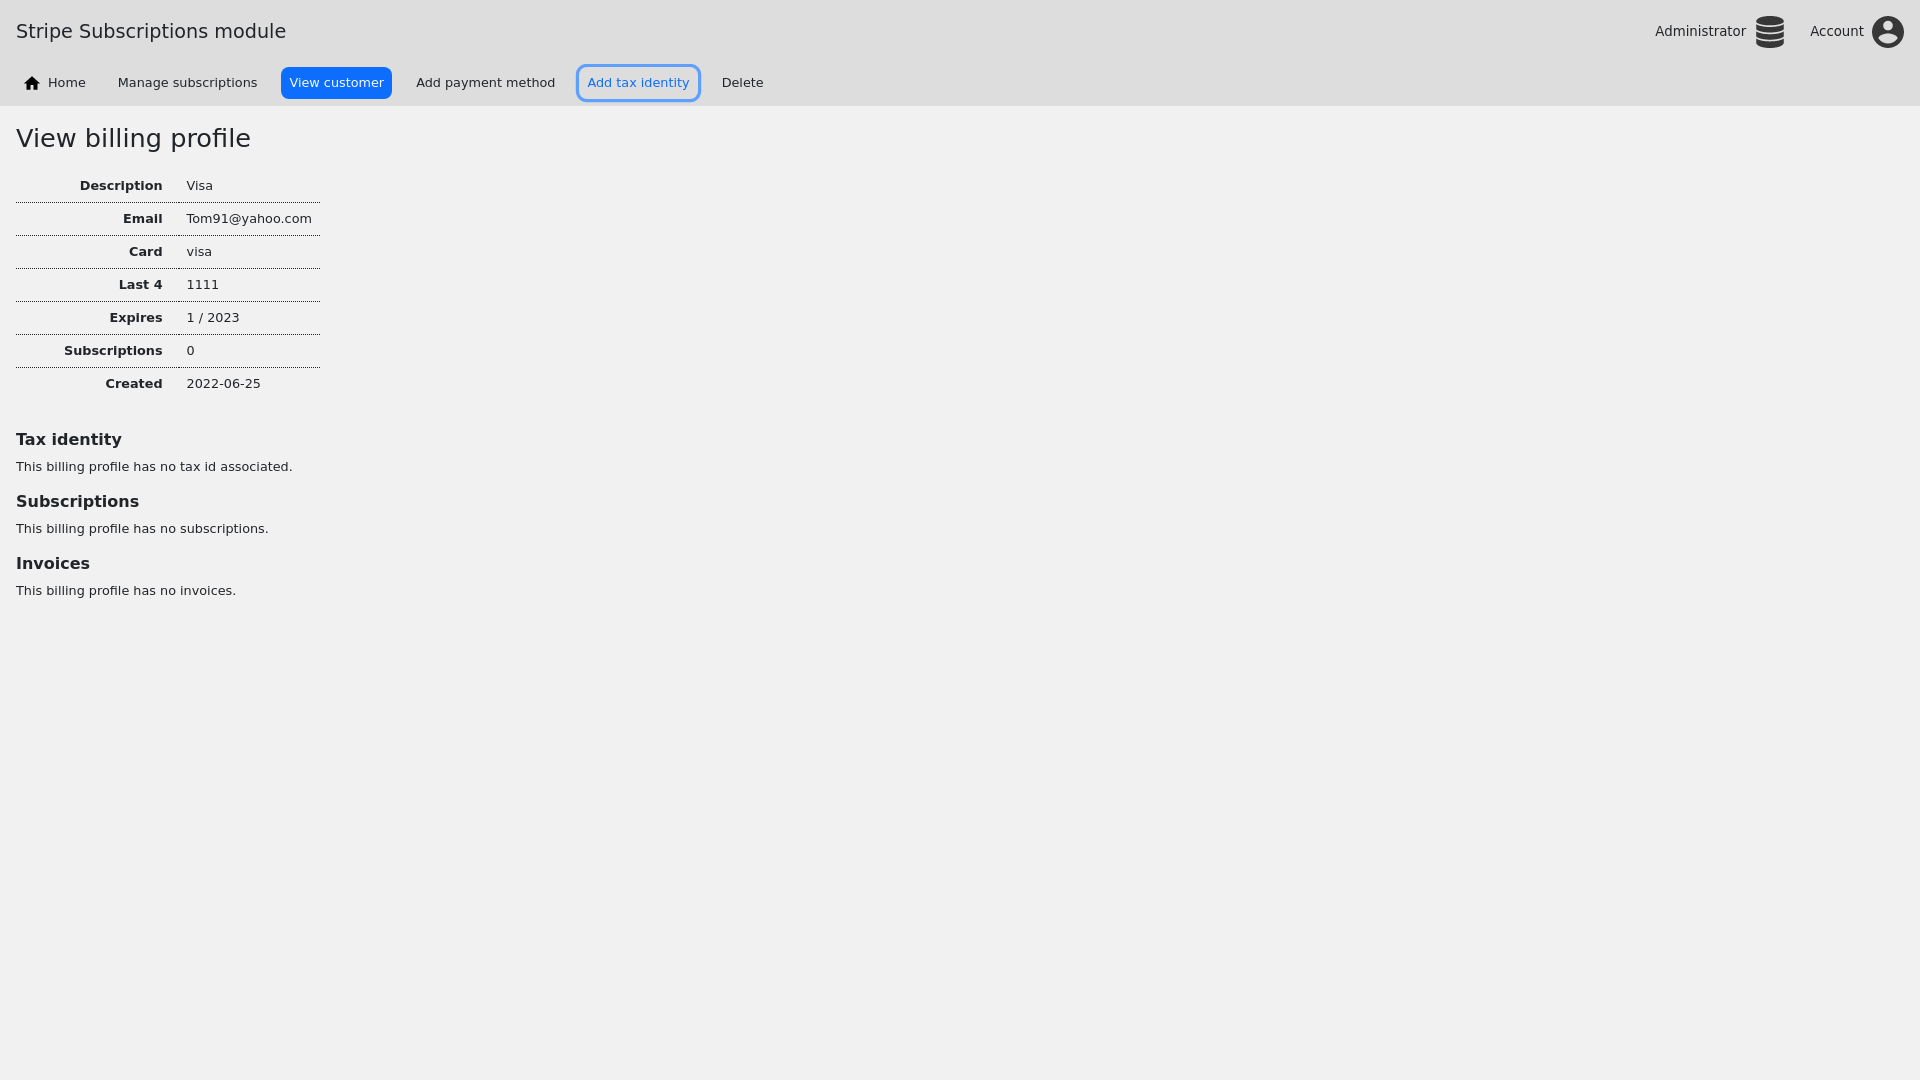 Stripe Subscriptions module
Administrator
Account
Home
Manage subscriptions
View customer
Add payment method
Add tax identity
Delete
View billing profile
Description Visa
Email Tom91@yahoo.com
Card visa
Last 4 1111
Expires 1 / 2023
Subscriptions 0
Created 2022-06-25
Tax identity
This billing profile has no tax id associated.
Subscriptions
This billing profile has no subscriptions.
Invoices
This billing profile has no invoices.